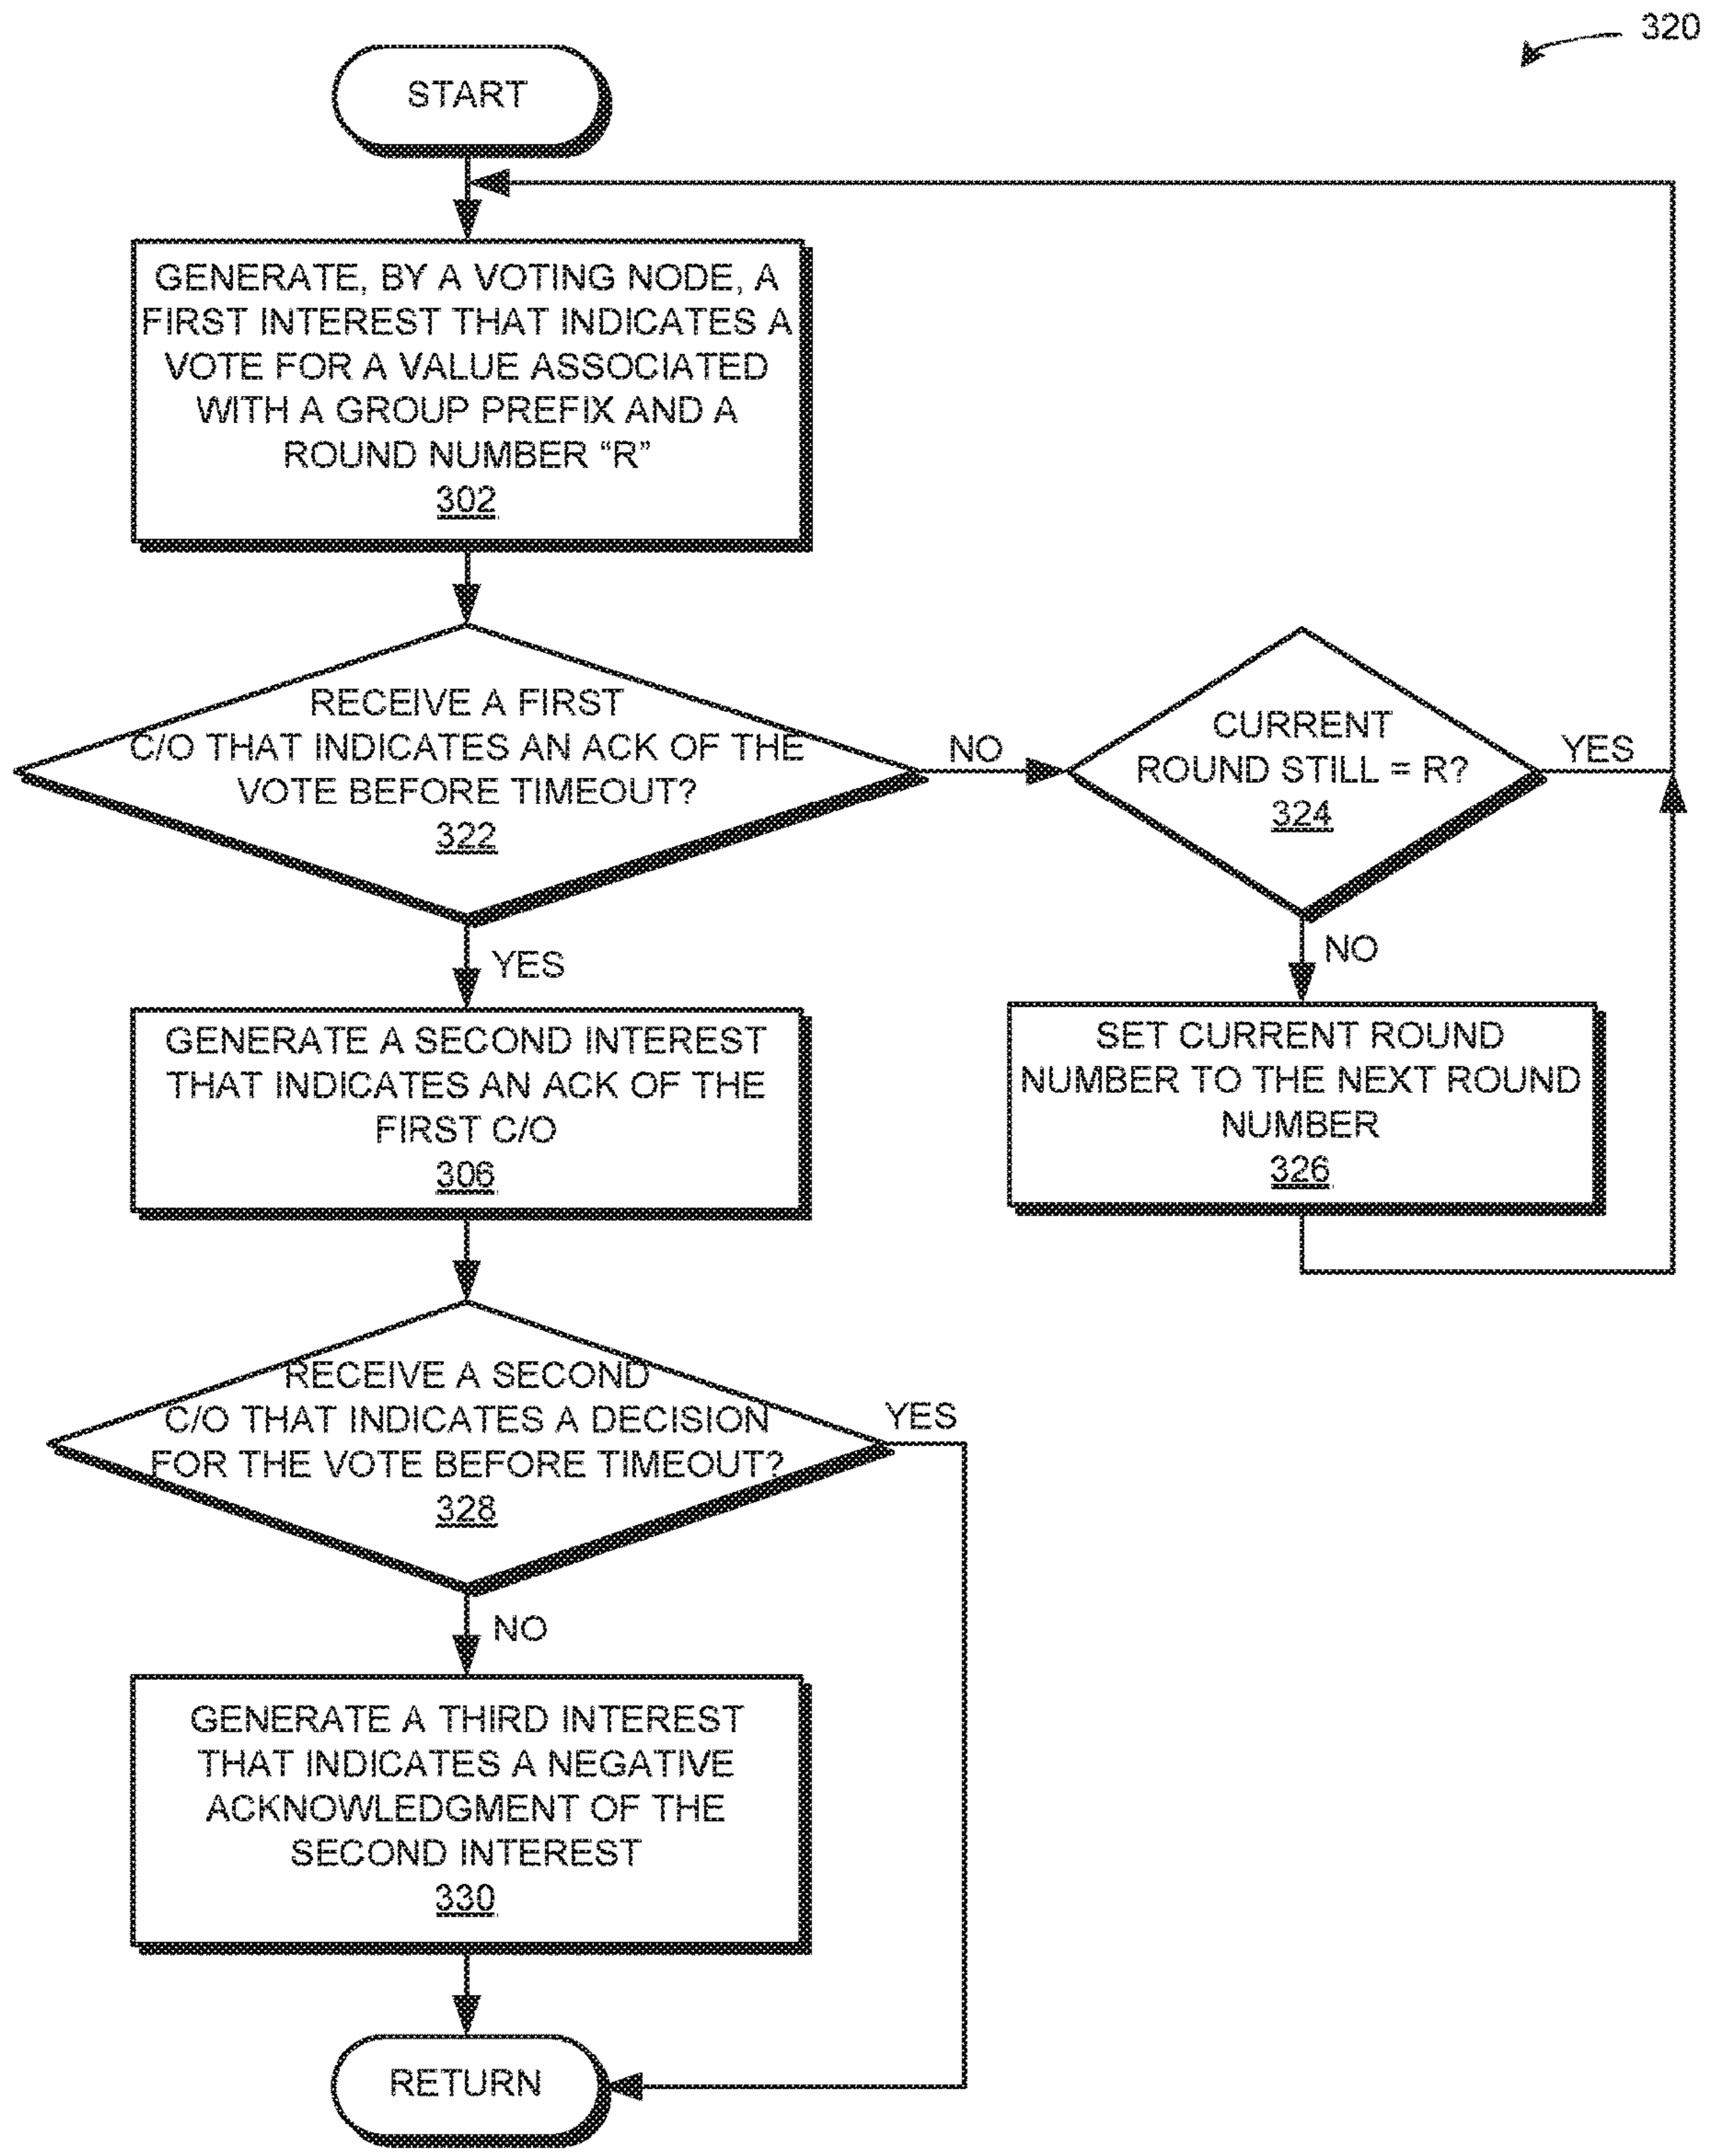 320
START
GENERATE, BY A VOTING NODE, A
FIRST INTEREST THAT INDICATES A
VOTE FOR A VALUE ASSOCIATED
WITH A GROUP PREFIX AND A
ROUND NUMBER “R”
302
RECEIVE A FIRST
C/O THAT INDICATES AN ACK OF THE
VOTE BEFORE TIMEOUT?
322
NO
CURRENT
ROUND STILL = R?
324
YES
YES
NO
GENERATE A SECOND INTEREST
THAT INDICATES AN ACK OF THE
FIRST C/O
306
SET CURRENT ROUND
NUMBER TO THE NEXT ROUND
NUMBER
326
RECEIVE A SECOND
C/O THAT INDICATES A DECISION
FOR THE VOTE BEFORE TIMEOUT?
328
YES
NO
GENERATE A THIRD INTEREST
THAT INDICATES A NEGATIVE
ACKNOWLEDGMENT OF THE
SECOND INTEREST
330
RETURN